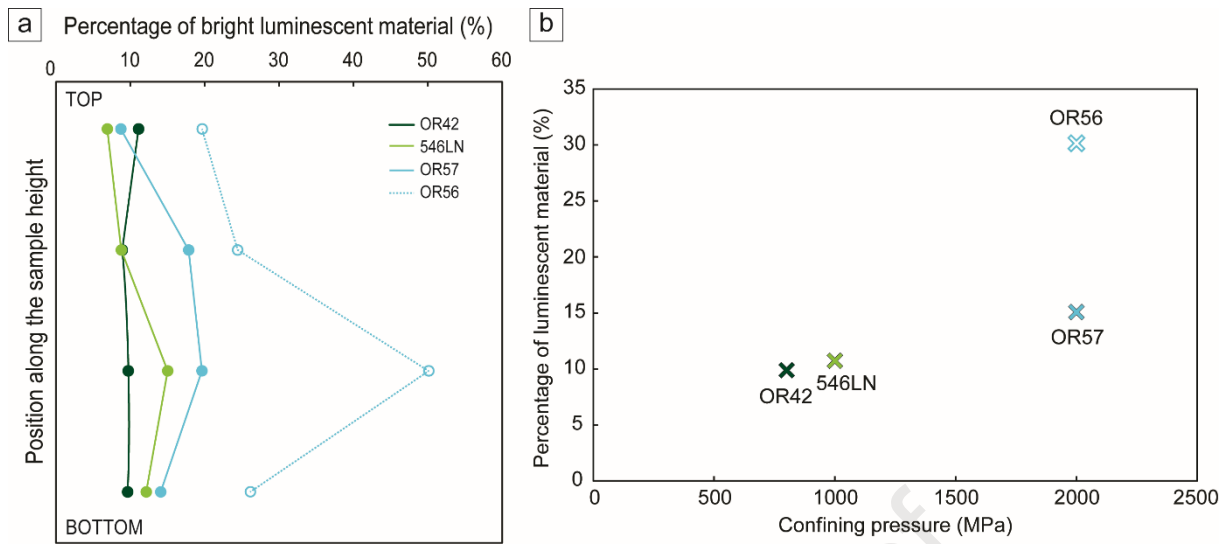 a
Percentage of bright luminescent material (%)
0 10 20 30 40 50 60
TOP
OR42
546LN
OR57
OR56
Position along the sample height
BOTTOM
b
35
30
25
20
15
10
5
0
Percentage of luminescent material (%)
OR56
OR57
OR42
546LN
0 500 1000 1500 2000 2500
Confining pressure (MPa)